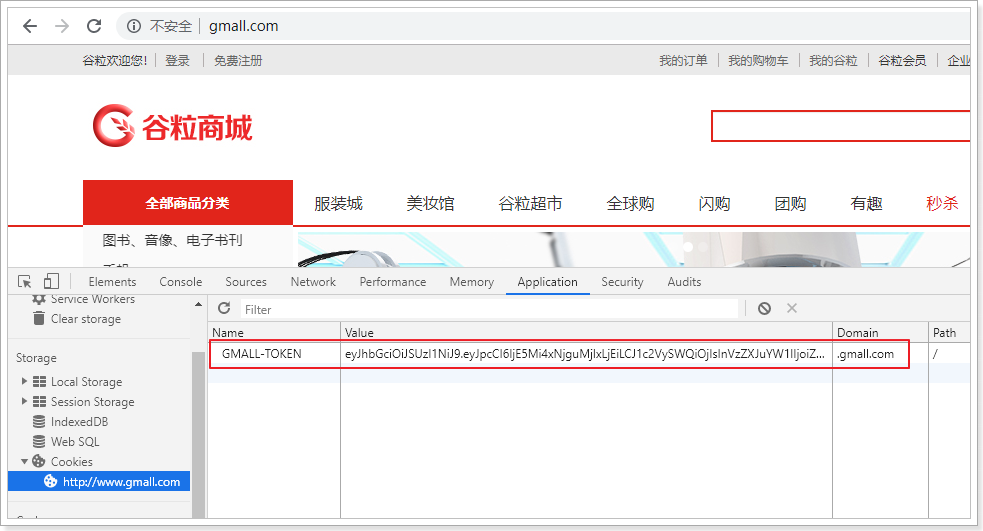 不安全 gmall.com
谷粒欢迎您! 登录 免费注册 我的订单 我的购物车 我的谷粒 谷粒会员 企业
谷粒商城
全部商品分类 服装城 美妆馆 谷粒超市 全球购 闪购 团购 有趣 秒杀
图书、音像、电子书刊
Elements Console Sources Network Performance Memory Application Security Audits
Service Workers
Clear storage
Filter
Name Value Domain Path
GMALL-TOKEN eyJhbGciOiJSUzI1NiJ9.eyJpcCI6IjE5Mi4xNjguMjIxLjEiLCJ1c2VySWQiOjIsInVzZXJuYW1lIjoiZ... .gmall.com /
Storage
Local Storage
Session Storage
IndexedDB
Web SQL
Cookies
http://www.gmall.com